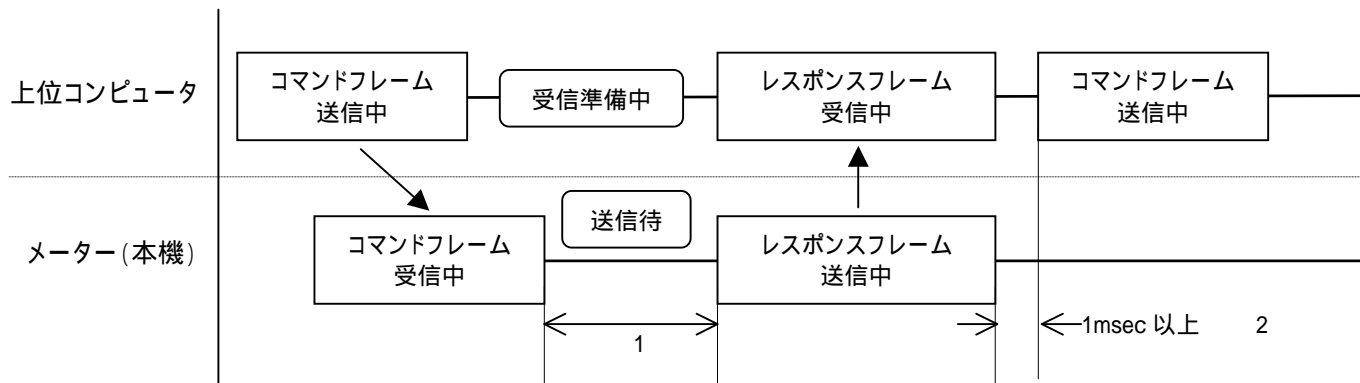 上位コンピュータ
コマンドフレーム
送信中
受信準備中
レスポンスフレーム
受信中
コマンドフレーム
送信中
メーター(本機)
コマンドフレーム
受信中
送信待
レスポンスフレーム
送信中
1
1msec 以上 2